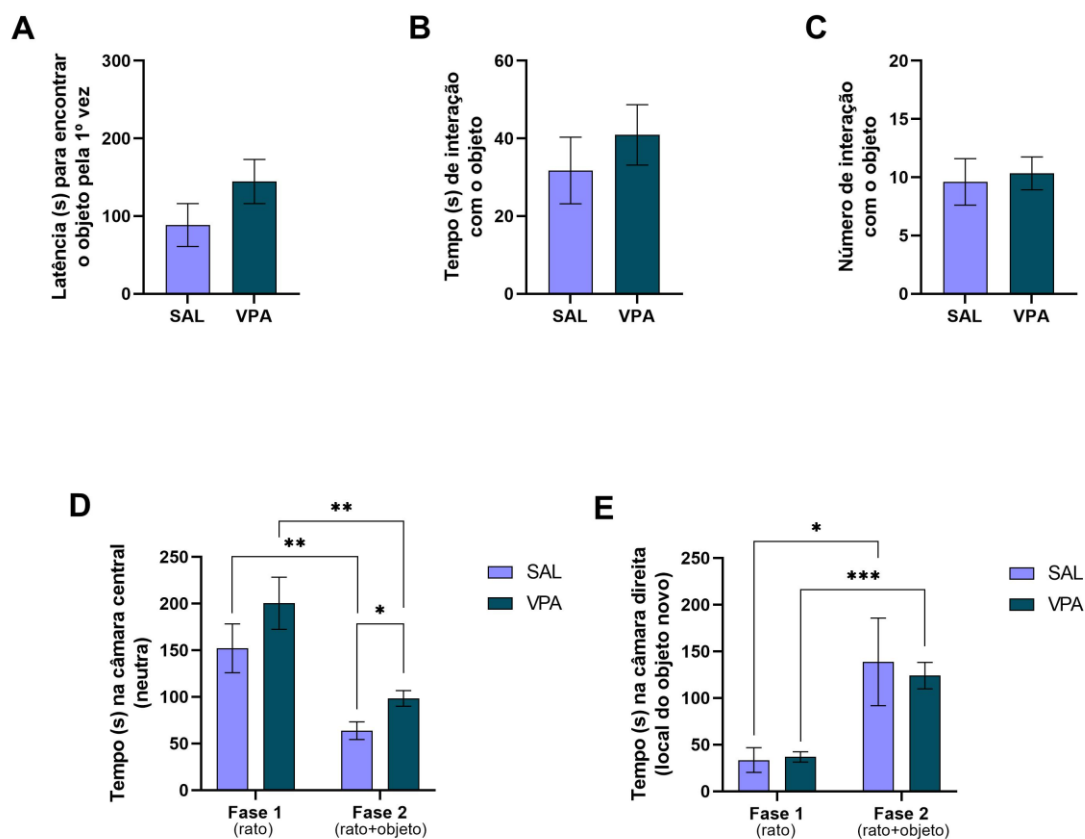 A
Latência (s) para encontrar
o objeto pela 1º vez
300
200
100
0
SAL
VPA
B
Tempo (s) de interação
com o objeto
60
40
20
0
SAL
VPA
C
Número de interação
com o objeto
20
15
10
5
0
SAL
VPA
D
Tempo (s) na câmara central
(neutra)
250
200
150
100
50
0
**
**
*
Fase 1
(rato)
Fase 2
(rato+objeto)
SAL
VPA
E
Tempo (s) na câmara direita
(local do objeto novo)
250
200
150
100
50
0
*
***
Fase 1
(rato)
Fase 2
(rato+objeto)
SAL
VPA